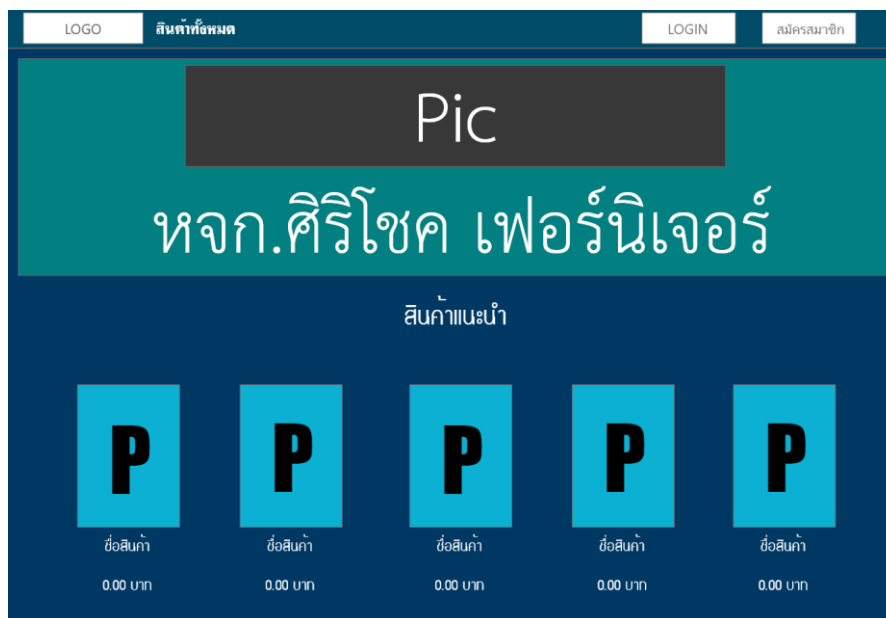 LOGO สินค้าทั้งหมด LOGIN สมัครสมาชิก
Pic
หจก.ศิริโชค เฟอร์นิเจอร์
สินค้าแนะนำ
P P P P P
ชื่อสินค้า ชื่อสินค้า ชื่อสินค้า ชื่อสินค้า ชื่อสินค้า
0.00 บาท 0.00 บาท 0.00 บาท 0.00 บาท 0.00 บาท